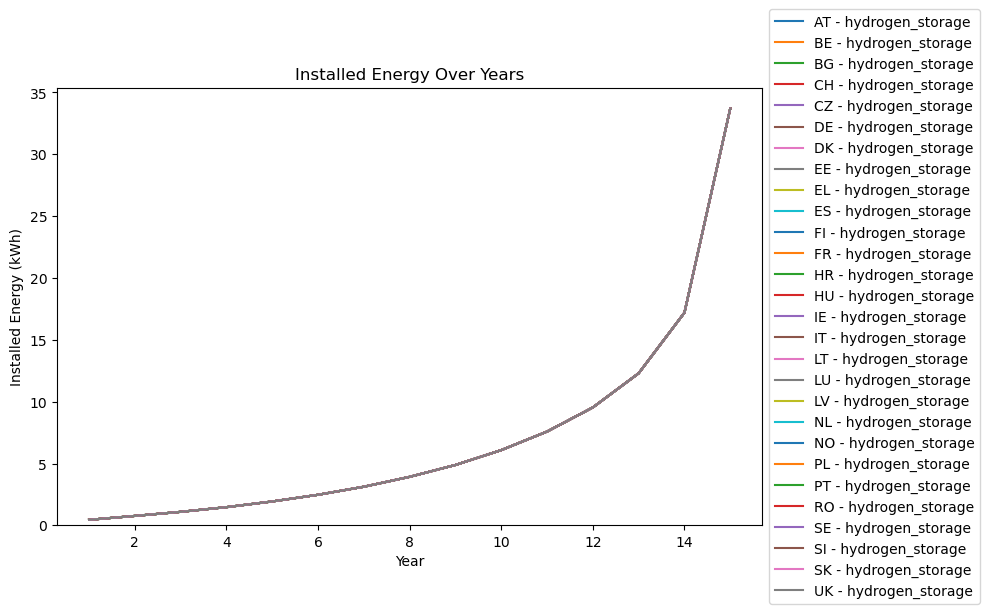 Installed Energy Over Years
Installed Energy (kWh)
35
30
25
20
15
10
5
0
2 4 6 8 10 12 14
Year
AT - hydrogen_storage
BE - hydrogen_storage
BG - hydrogen_storage
CH - hydrogen_storage
CZ - hydrogen_storage
DE - hydrogen_storage
DK - hydrogen_storage
EE - hydrogen_storage
EL - hydrogen_storage
ES - hydrogen_storage
FI - hydrogen_storage
FR - hydrogen_storage
HR - hydrogen_storage
HU - hydrogen_storage
IE - hydrogen_storage
IT - hydrogen_storage
LT - hydrogen_storage
LU - hydrogen_storage
LV - hydrogen_storage
NL - hydrogen_storage
NO - hydrogen_storage
PL - hydrogen_storage
PT - hydrogen_storage
RO - hydrogen_storage
SE - hydrogen_storage
SI - hydrogen_storage
SK - hydrogen_storage
UK - hydrogen_storage